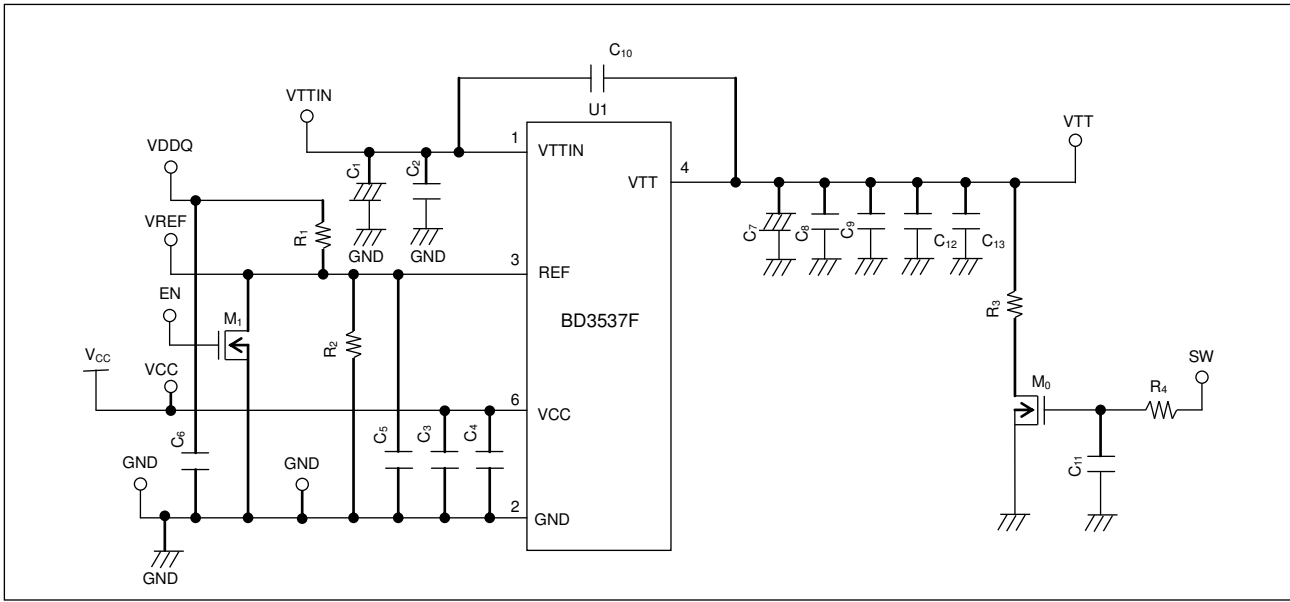 C₁₀
U1
VTTIN
1
VTTIN
VTT
VDDQ
C₁
C₂
4
VTT
VREF
R₁
GND
GND
C₇
C₈
C₉
C₁₂
C₁₃
3
REF
EN
M₁
BD3537F
R₂
R₃
V_CC
VCC
SW
M₀
R₄
6
VCC
C₆
C₅
C₃
C₄
C₁₁
GND
GND
2
GND
GND